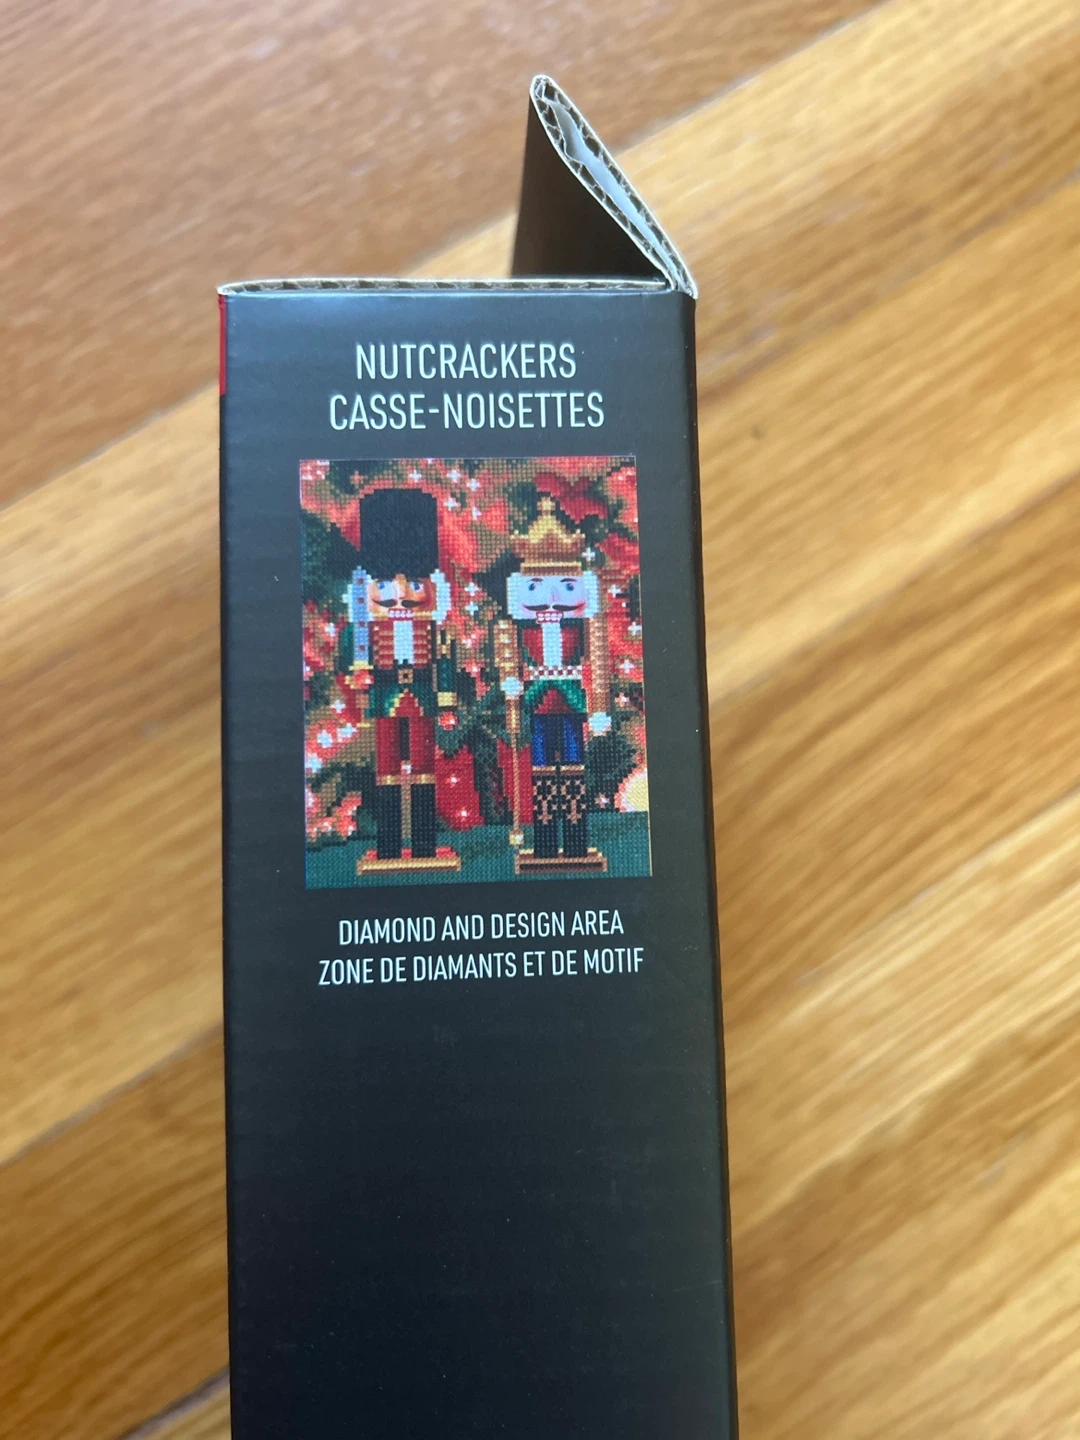 NUTCRACKERS
CASSE-NOISETTES
DIAMOND AND DESIGN AREA
ZONE DE DIAMANTS ET DE MOTIF